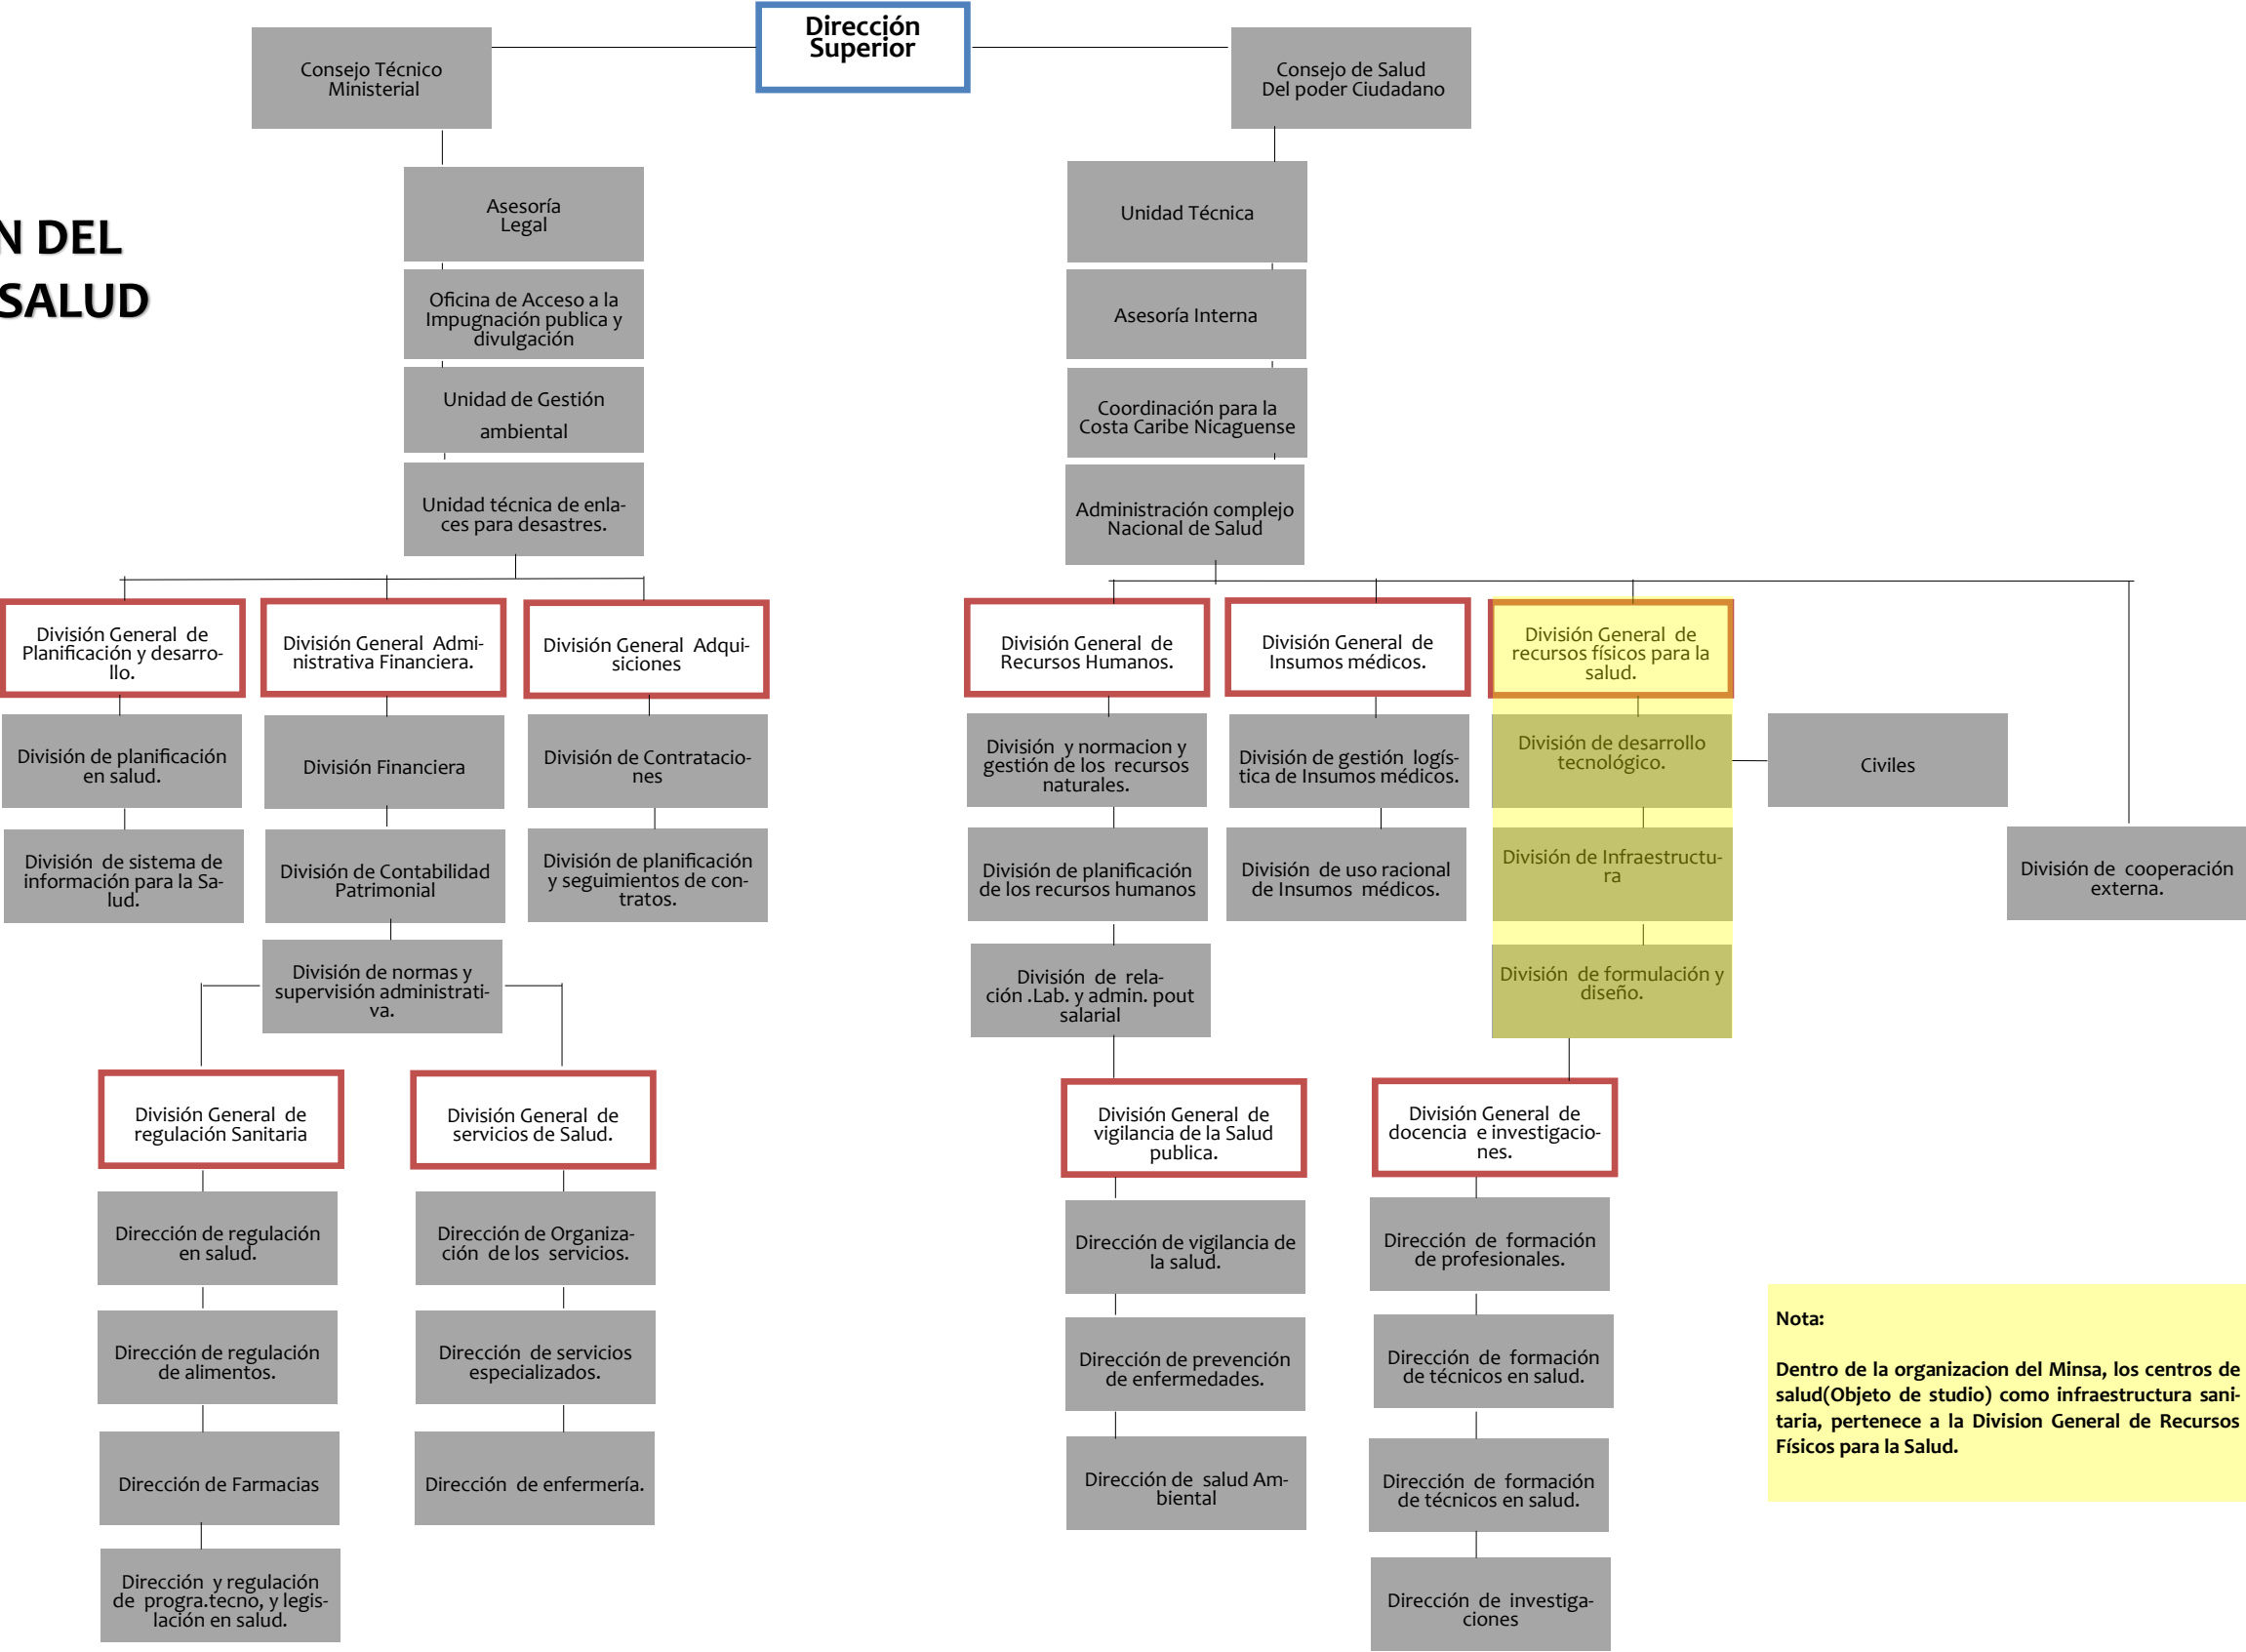 Dirección
Superior
Consejo Técnico
Ministerial
Consejo de Salud
Del poder Ciudadano
N DEL
SALUD
Asesoría
Legal
Oficina de Acceso a la
Impugnación publica y
divulgación
Unidad de Gestión
ambiental
Unidad técnica de enla-
ces para desastres.
Unidad Técnica
Asesoría Interna
Coordinación para la
Costa Caribe Nicaguense
Administración complejo
Nacional de Salud
División General de
Planificación y desarro-
llo.
División General Admi-
nistrativa Financiera.
División General Adqui-
siciones
División General de
Recursos Humanos.
División General de
Insumos médicos.
División General de
recursos físicos para la
salud.
División de planificación
en salud.
División Financiera
División de Contratacio-
nes
División y normacion y
gestión de los recursos
naturales.
División de gestión logís-
tica de Insumos médicos.
División de desarrollo
tecnológico.
Civiles
División de sistema de
información para la Sa-
lud.
División de Contabilidad
Patrimonial
División de planificación
y seguimientos de con-
tratos.
División de planificación
de los recursos humanos
División de uso racional
de Insumos médicos.
División de Infraestructu-
ra
División de cooperación
externa.
División de normas y
supervisión administrati-
va.
División de rela-
ción .Lab. y admin. pout
salarial
División de formulación y
diseño.
División General de
regulación Sanitaria
División General de
servicios de Salud.
División General de
vigilancia de la Salud
publica.
División General de
docencia e investigacio-
nes.
Dirección de regulación
en salud.
Dirección de Organiza-
ción de los servicios.
Dirección de vigilancia de
la salud.
Dirección de formación
de profesionales.
Dirección de regulación
de alimentos.
Dirección de servicios
especializados.
Dirección de prevención
de enfermedades.
Dirección de formación
de técnicos en salud.
Dirección de Farmacias
Dirección de enfermería.
Dirección de salud Am-
biental
Dirección de formación
de técnicos en salud.
Dirección y regulación
de progra.tecno, y legis-
lación en salud.
Dirección de investiga-
ciones
Nota:
Dentro de la organizacion del Minsa, los centros de
salud(Objeto de studio) como infraestructura sani-
taria, pertenece a la Division General de Recursos
Físicos para la Salud.